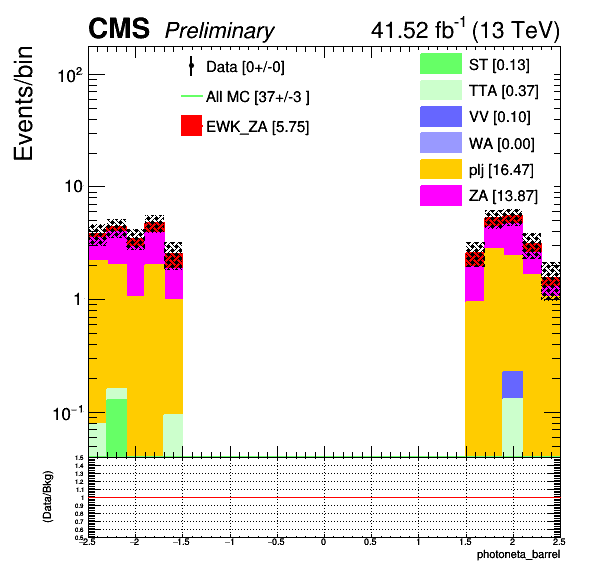 CMS Preliminary 41.52 fb⁻¹ (13 TeV)
Events/bin
10²
10
1
10⁻¹
Data [0+/-0]
All MC [37+/-3 ]
EWK_ZA [5.75]
ST [0.13]
TTA [0.37]
VV [0.10]
WA [0.00]
plj [16.47]
ZA [13.87]
(Data/Bkg)
1.5
1.4
1.3
1.2
1.1
1
0.9
0.8
0.7
0.6
0.5
−2.5 −2 −1.5 −1 −0.5 0 0.5 1 1.5 2 2.5
photoneta_barrel